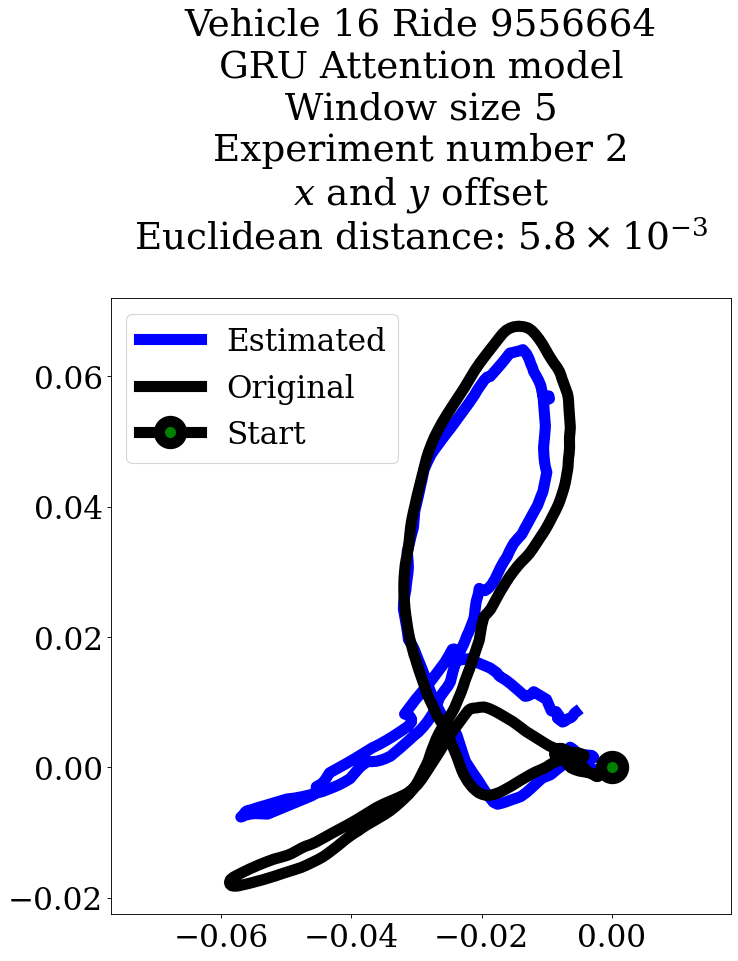 Vehicle 16 Ride 9556664
GRU Attention model
Window size 5
Experiment number 2
x and y offset
Euclidean distance: 5.8 × 10⁻³
Estimated
Original
Start
0.06
0.04
0.02
0.00
−0.02
−0.06 −0.04 −0.02 0.00